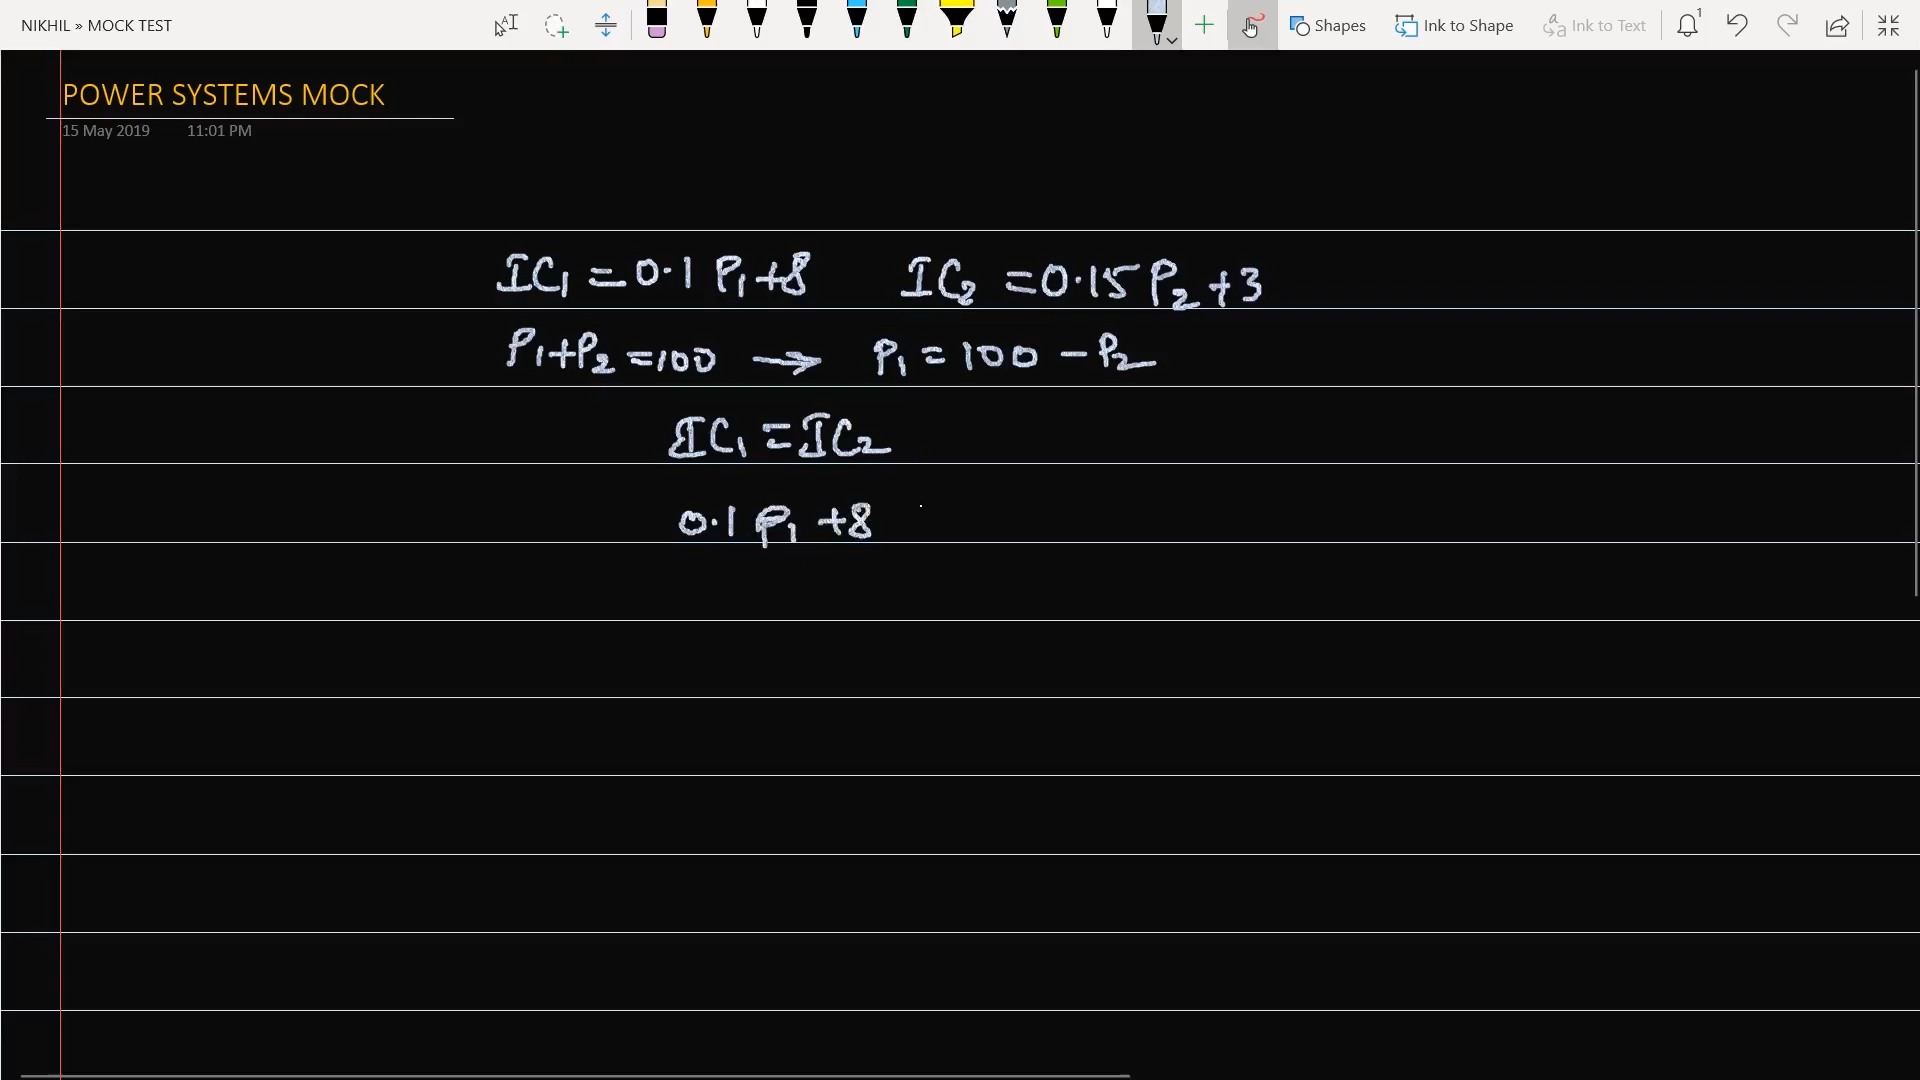 NIKHIL » MOCK TEST
Shapes
Ink to Shape
Ink to Text
1
POWER SYSTEMS MOCK
15 May 2019 11:01 PM
IC₁ = 0.1 P₁+8 IC₂ = 0.15 P₂+3
P₁+P₂ = 100 → P₁ = 100 - P₂
IC₁ = IC₂
0.1 P₁ +8